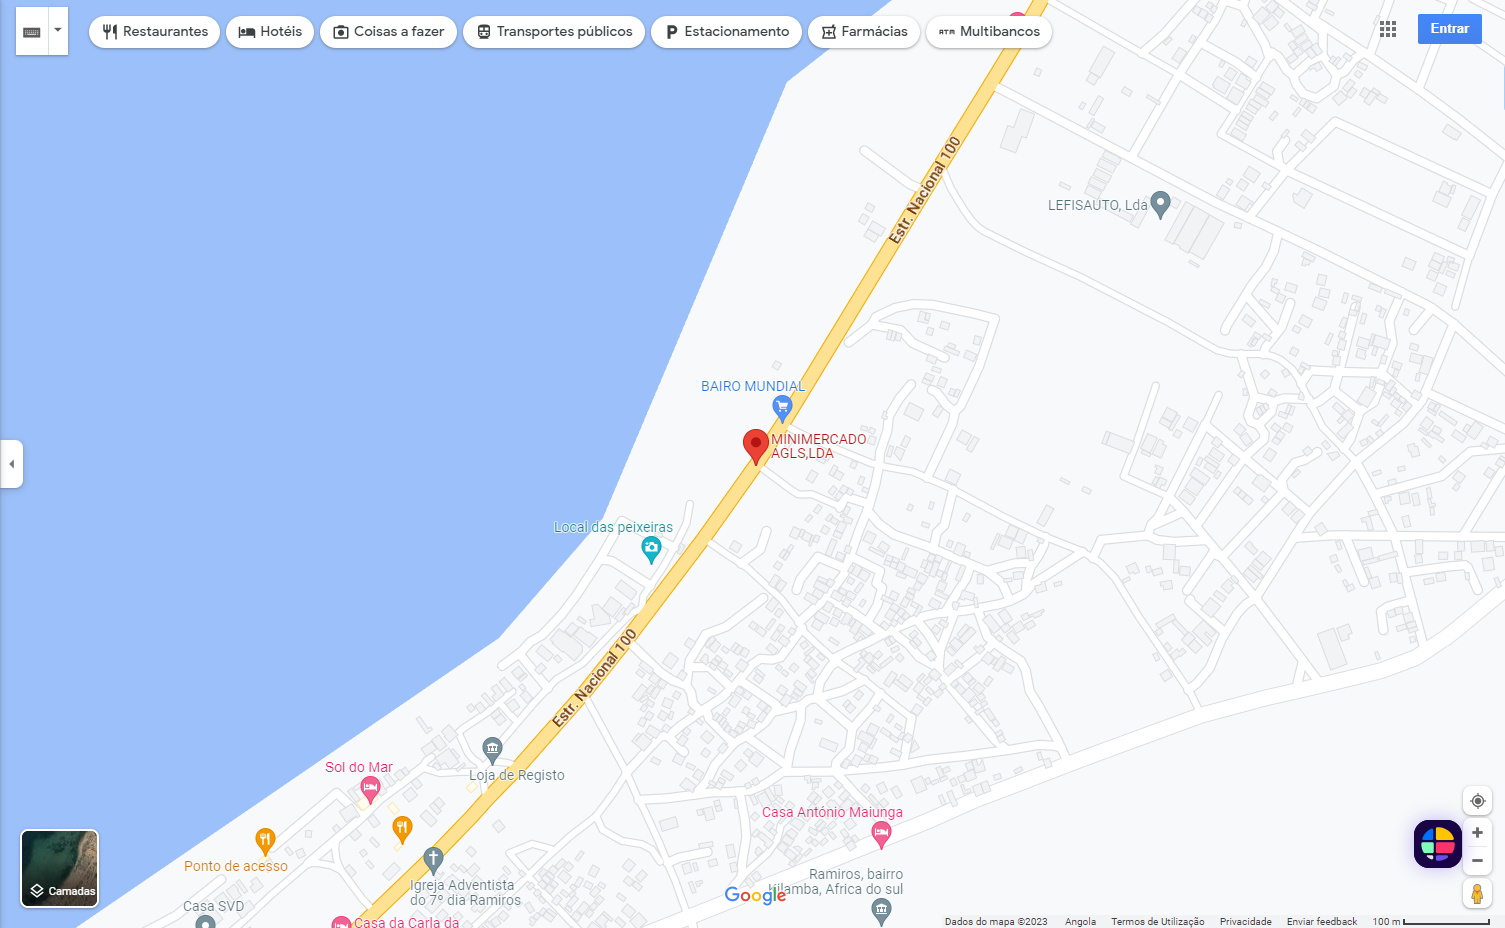 Restaurantes
Hotéis
Coisas a fazer
Transportes públicos
Estacionamento
Farmácias
ATM
Multibancos
Entrar
Estr. Nacional 100
LEFISAUTO, Lda
BAIRO MUNDIAL
MINIMERCADO
AGLS,LDA
Local das peixeiras
Estr. Nacional 100
Loja de Registo
Sol do Mar
Casa António Maiunga
Ponto de acesso
Camadas
Igreja Adventista
do 7º dia Ramiros
Ramiros, bairro
kilamba, Africa do sul
Google
Casa SVD
Casa da Carla da
Dados do mapa ©2023
Angola
Termos de Utilização
Privacidade
Enviar feedback
100 m